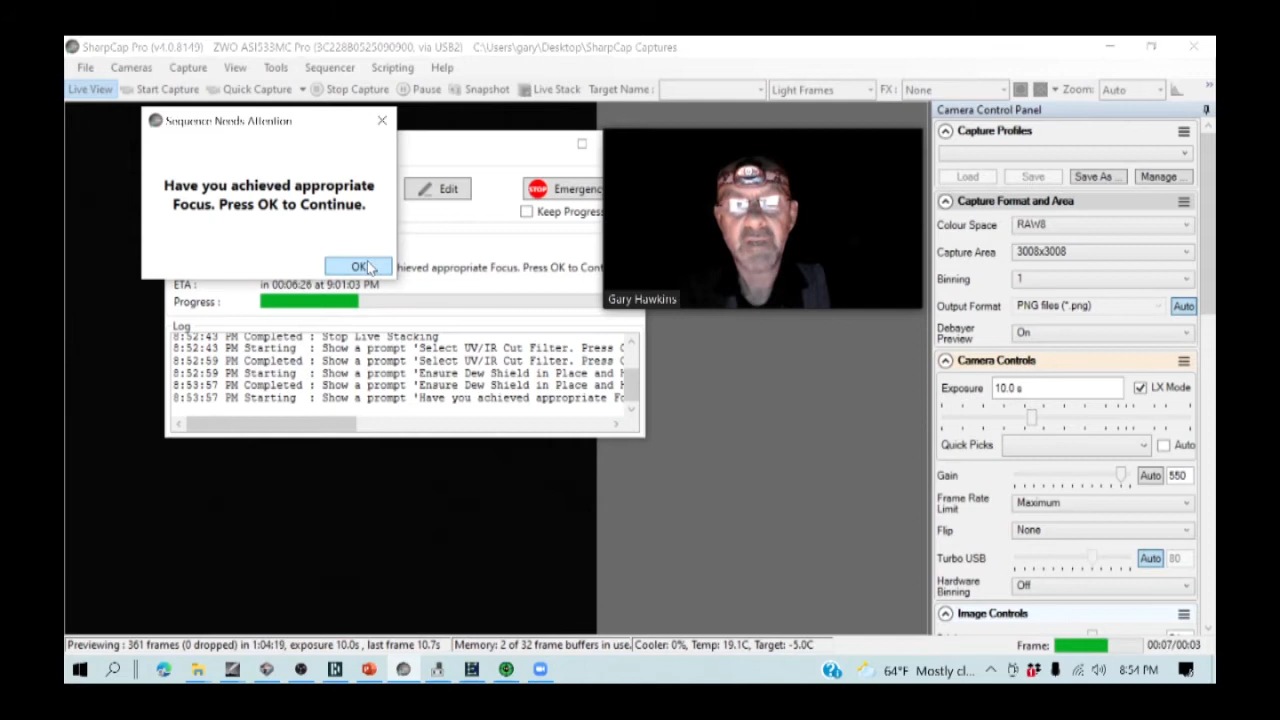 SharpCap Pro (v4.0.8149) ZWO ASI533MC Pro (3C228B0525090900, via USB2) C:\Users\gary\Desktop\SharpCap Captures
File Cameras Capture View Tools Sequencer Scripting Help
Live View Start Capture Quick Capture Stop Capture Pause Snapshot Live Stack Target Name : Light Frames FX: None Zoom: Auto
Sequence Needs Attention
Have you achieved appropriate
Focus. Press OK to Continue.
OK
Edit
STOP Emergenc
Keep Progres
hieved appropriate Focus. Press OK to Cont
ETA : in 00:06:26 at 9:01:03 PM
Progress :
Log
8:52:43 PM Completed : Stop Live Stacking
8:52:43 PM Starting : Show a prompt 'Select UV/IR Cut Filter. Press C
8:52:59 PM Completed : Show a prompt 'Select UV/IR Cut Filter. Press C
8:52:59 PM Starting : Show a prompt 'Ensure Dew Shield in Place and H
8:53:57 PM Completed : Show a prompt 'Ensure Dew Shield in Place and H
8:53:57 PM Starting : Show a prompt 'Have you achieved appropriate Fo
Gary Hawkins
Camera Control Panel
Capture Profiles
Load Save Save As ... Manage ...
Capture Format and Area
Colour Space RAW8
Capture Area 3008x3008
Binning 1
Output Format PNG files (*.png) Auto
Debayer
Preview On
Camera Controls
Exposure 10.0 s LX Mode
Quick Picks Auto
Gain Auto 550
Frame Rate
Limit Maximum
Flip None
Turbo USB Auto 80
Hardware
Binning Off
Image Controls
Previewing : 361 frames (0 dropped) in 1:04:19, exposure 10.0s , last frame 10.7s Memory: 2 of 32 frame buffers in use. Cooler: 0%, Temp: 19.1C, Target: -5.0C Frame: 00:07/00:03
64°F Mostly cl... 8:54 PM